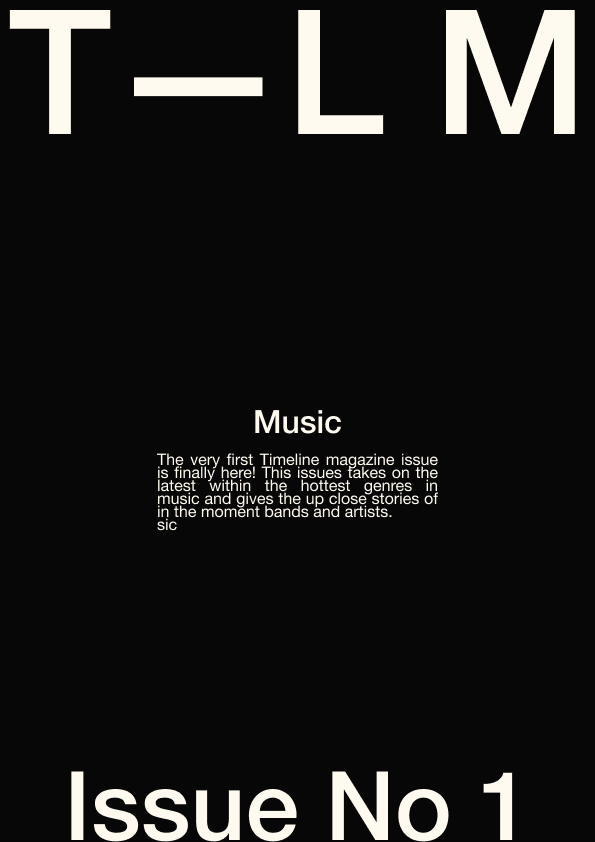 T—L M
Music
The very first Timeline magazine issue
is finally here! This issues takes on the
latest within the hottest genres in
music and gives the up close stories of
in the moment bands and artists.
sic
Issue No 1